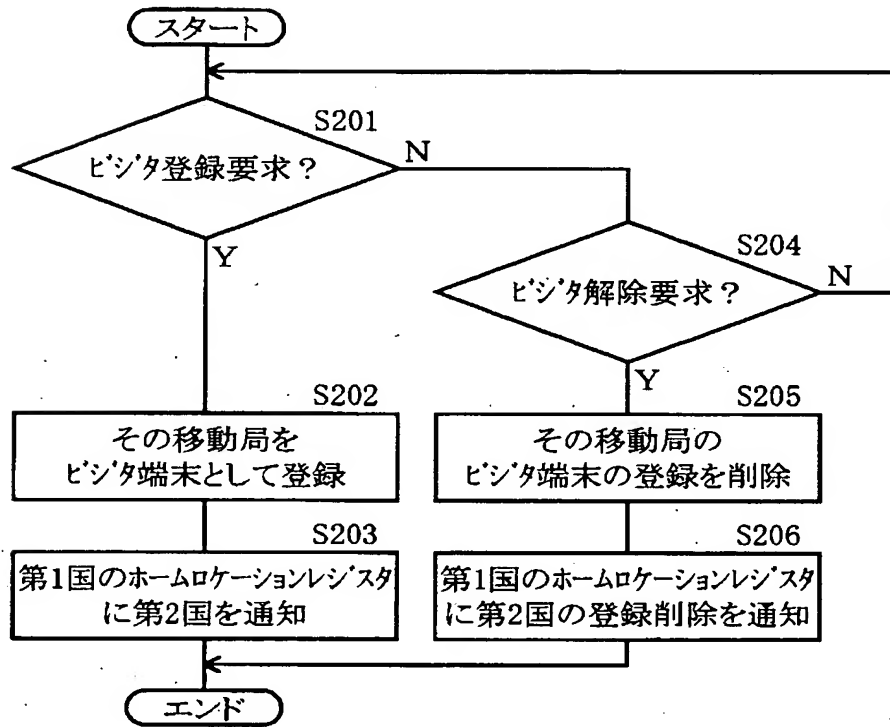 スタート
S201
ビジタ登録要求?
N
Y
S204
ビジタ解除要求?
N
Y
S202
その移動局を
ビジタ端末として登録
S205
その移動局の
ビジタ端末の登録を削除
S203
第1国のホームロケーションレジスタ
に第2国を通知
S206
第1国のホームロケーションレジスタ
に第2国の登録削除を通知
エンド